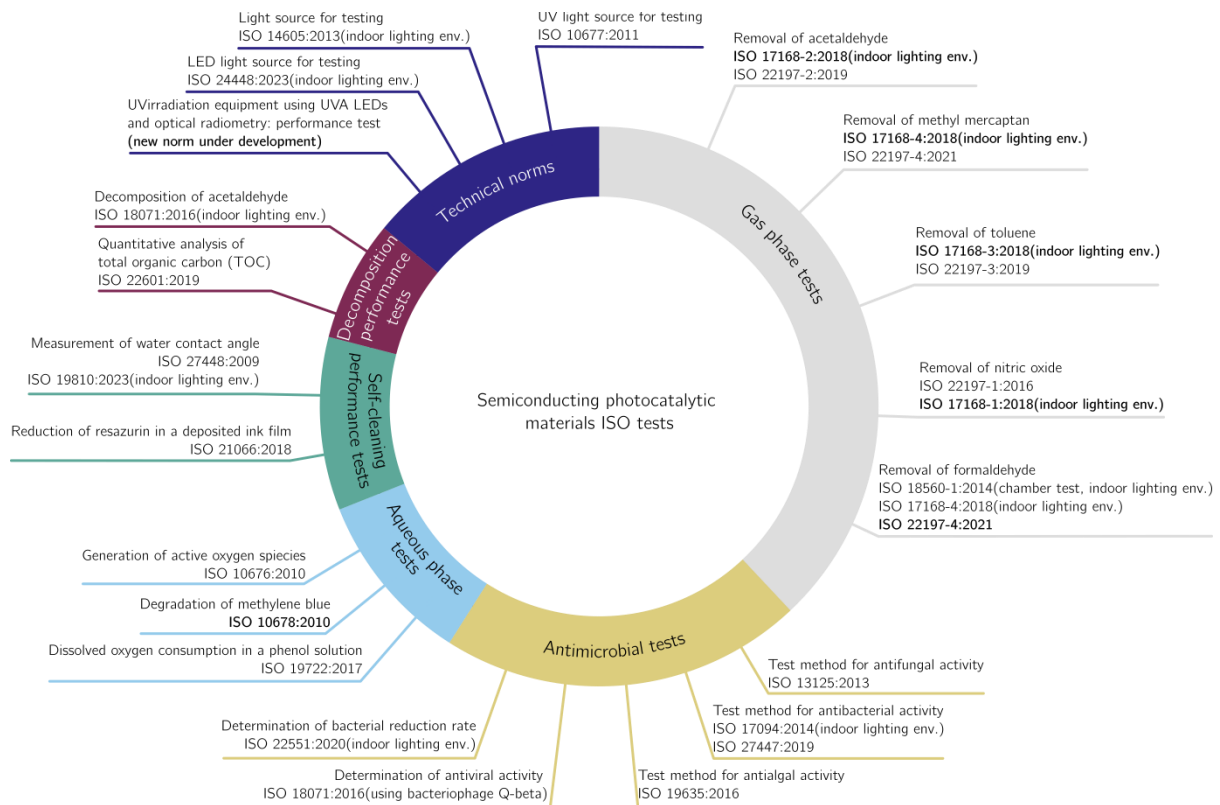 Light source for testing
ISO 14605:2013(indoor lighting env.)
UV light source for testing
ISO 10677:2011
LED light source for testing
ISO 24448:2023(indoor lighting env.)
UVirradiation equipment using UVA LEDs
and optical radiometry: performance test
(new norm under development)
Technical norms
Removal of acetaldehyde
ISO 17168-2:2018(indoor lighting env.)
ISO 22197-2:2019
Removal of methyl mercaptan
ISO 17168-4:2018(indoor lighting env.)
ISO 22197-4:2021
Removal of toluene
ISO 17168-3:2018(indoor lighting env.)
ISO 22197-3:2019
Removal of nitric oxide
ISO 22197-1:2016
ISO 17168-1:2018(indoor lighting env.)
Removal of formaldehyde
ISO 18560-1:2014(chamber test, indoor lighting env.)
ISO 17168-4:2018(indoor lighting env.)
ISO 22197-4:2021
Gas phase tests
Decomposition of acetaldehyde
ISO 18071:2016(indoor lighting env.)
Quantitative analysis of
total organic carbon (TOC)
ISO 22601:2019
Decomposition
performance
tests
Measurement of water contact angle
ISO 27448:2009
ISO 19810:2023(indoor lighting env.)
Reduction of resazurin in a deposited ink film
ISO 21066:2018
Self-cleaning
performance tests
Semiconducting photocatalytic
materials ISO tests
Generation of active oxygen spiecies
ISO 10676:2010
Degradation of methylene blue
ISO 10678:2010
Dissolved oxygen consumption in a phenol solution
ISO 19722:2017
Aqueous phase
tests
Antimicrobial tests
Test method for antifungal activity
ISO 13125:2013
Test method for antibacterial activity
ISO 17094:2014(indoor lighting env.)
ISO 27447:2019
Test method for antialgal activity
ISO 19635:2016
Determination of bacterial reduction rate
ISO 22551:2020(indoor lighting env.)
Determination of antiviral activity
ISO 18071:2016(using bacteriophage Q-beta)